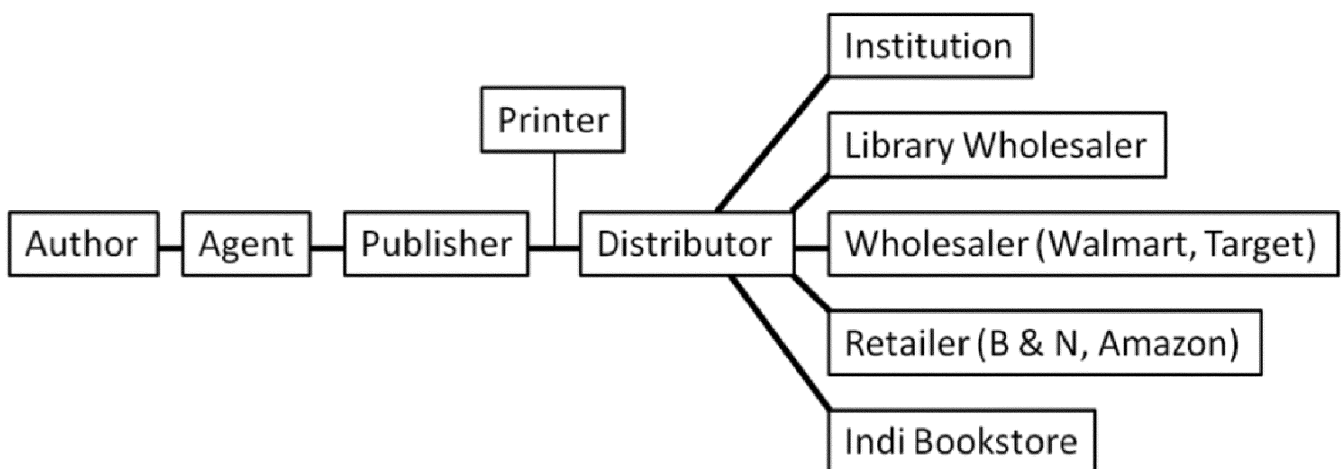 Institution
Printer
Library Wholesaler
Author
Agent
Publisher
Distributor
Wholesaler (Walmart, Target)
Retailer (B & N, Amazon)
Indi Bookstore